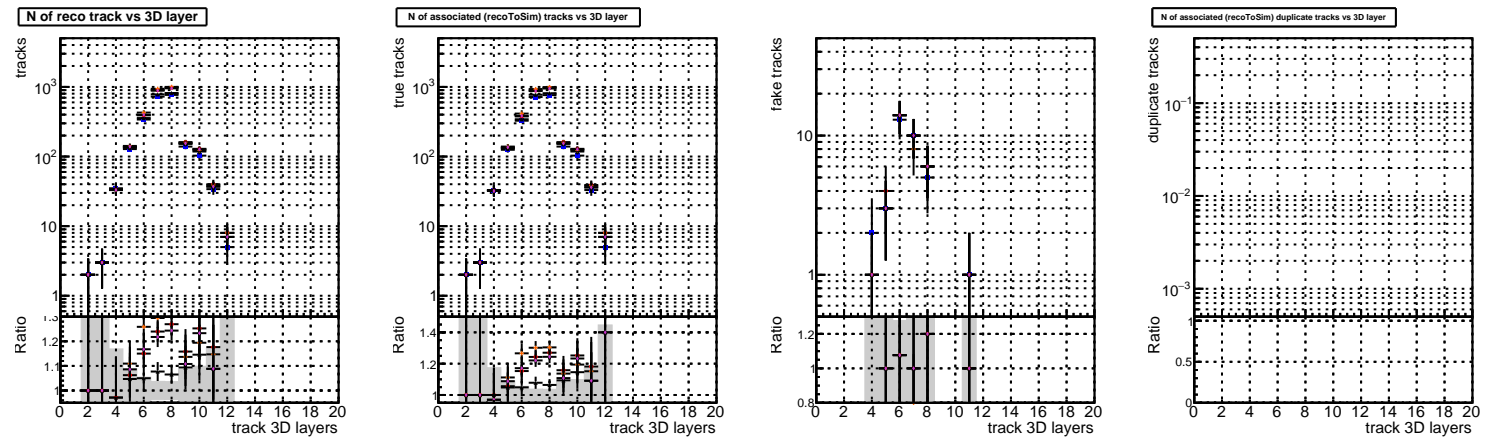 N of reco track vs 3D layer
tracks
10³
10²
10
1
Ratio
1.3
1.2
1.1
1
0 2 4 6 8 10 12 14 16 18 20
track 3D layers
N of associated (recoToSim) tracks vs 3D layer
true tracks
10³
10²
10
1
Ratio
1.4
1.2
1
0 2 4 6 8 10 12 14 16 18 20
track 3D layers
fake tracks
10
1
Ratio
1.2
1
0.8
0 2 4 6 8 10 12 14 16 18 20
track 3D layers
N of associated (recoToSim) duplicate tracks vs 3D layer
duplicate tracks
10⁻¹
10⁻²
10⁻³
Ratio
1
0.5
0
0 2 4 6 8 10 12 14 16 18 20
track 3D layers